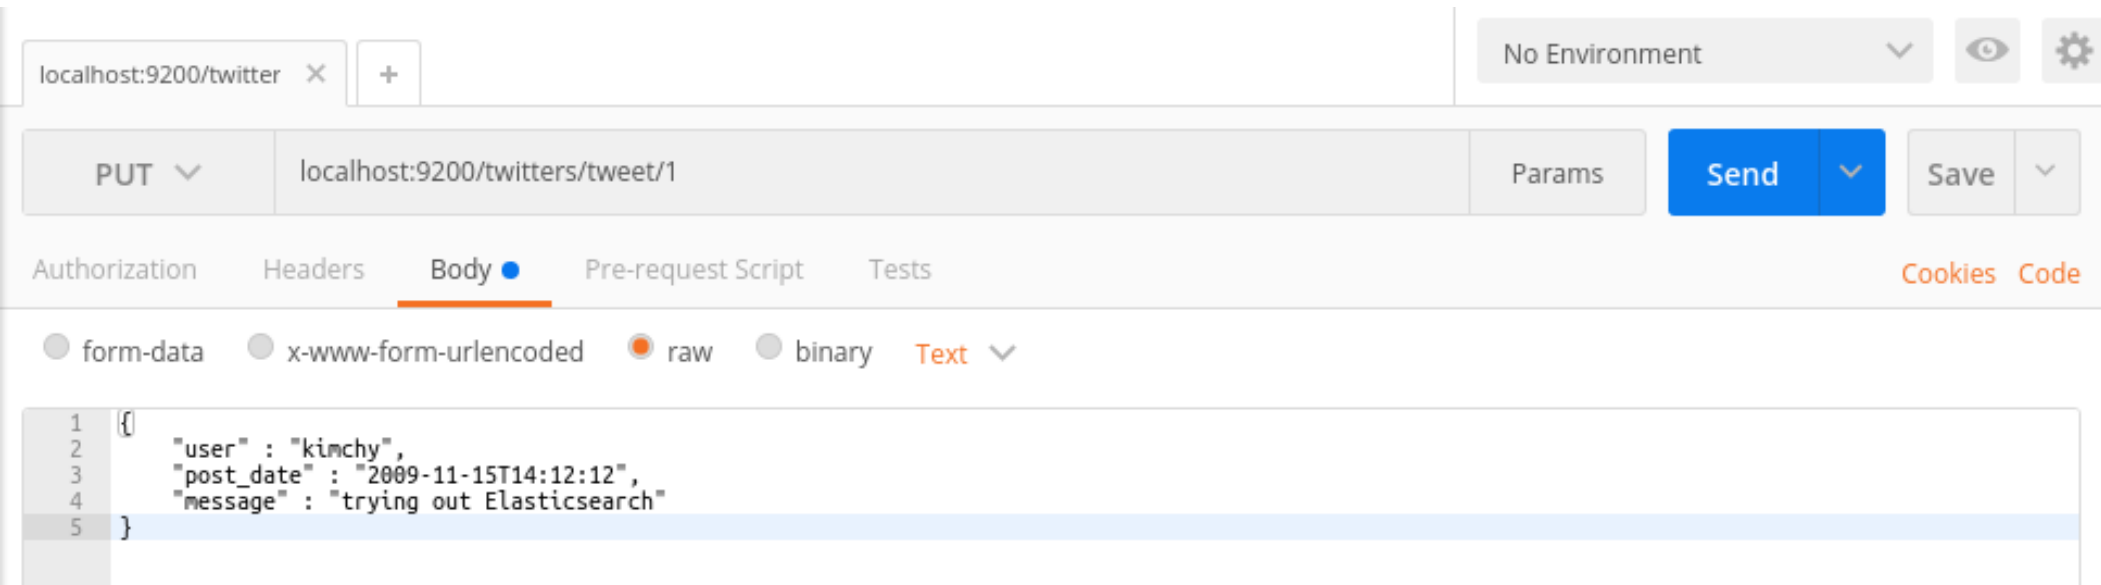 localhost:9200/twitter
No Environment
PUT localhost:9200/twitters/tweet/1 Params Send Save
Authorization Headers Body Pre-request Script Tests Cookies Code
form-data x-www-form-urlencoded raw binary Text
1 {
2 "user" : "kimchy",
3 "post_date" : "2009-11-15T14:12:12",
4 "message" : "trying out Elasticsearch"
5 }